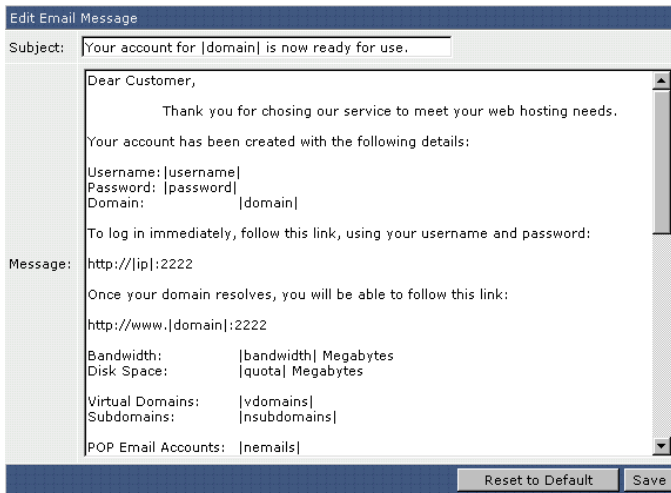 Edit Email Message
Subject: Your account for |domain| is now ready for use.
Dear Customer,
Thank you for chosing our service to meet your web hosting needs.
Your account has been created with the following details:
Username: |username|
Password: |password|
Domain: |domain|
To log in immediately, follow this link, using your username and password:
Message:
http://|ip|:2222
Once your domain resolves, you will be able to follow this link:
http://www.|domain|:2222
Bandwidth: |bandwidth| Megabytes
Disk Space: |quota| Megabytes
Virtual Domains: |vdomains|
Subdomains: |nsubdomains|
POP Email Accounts: |nemails|
Reset to Default Save